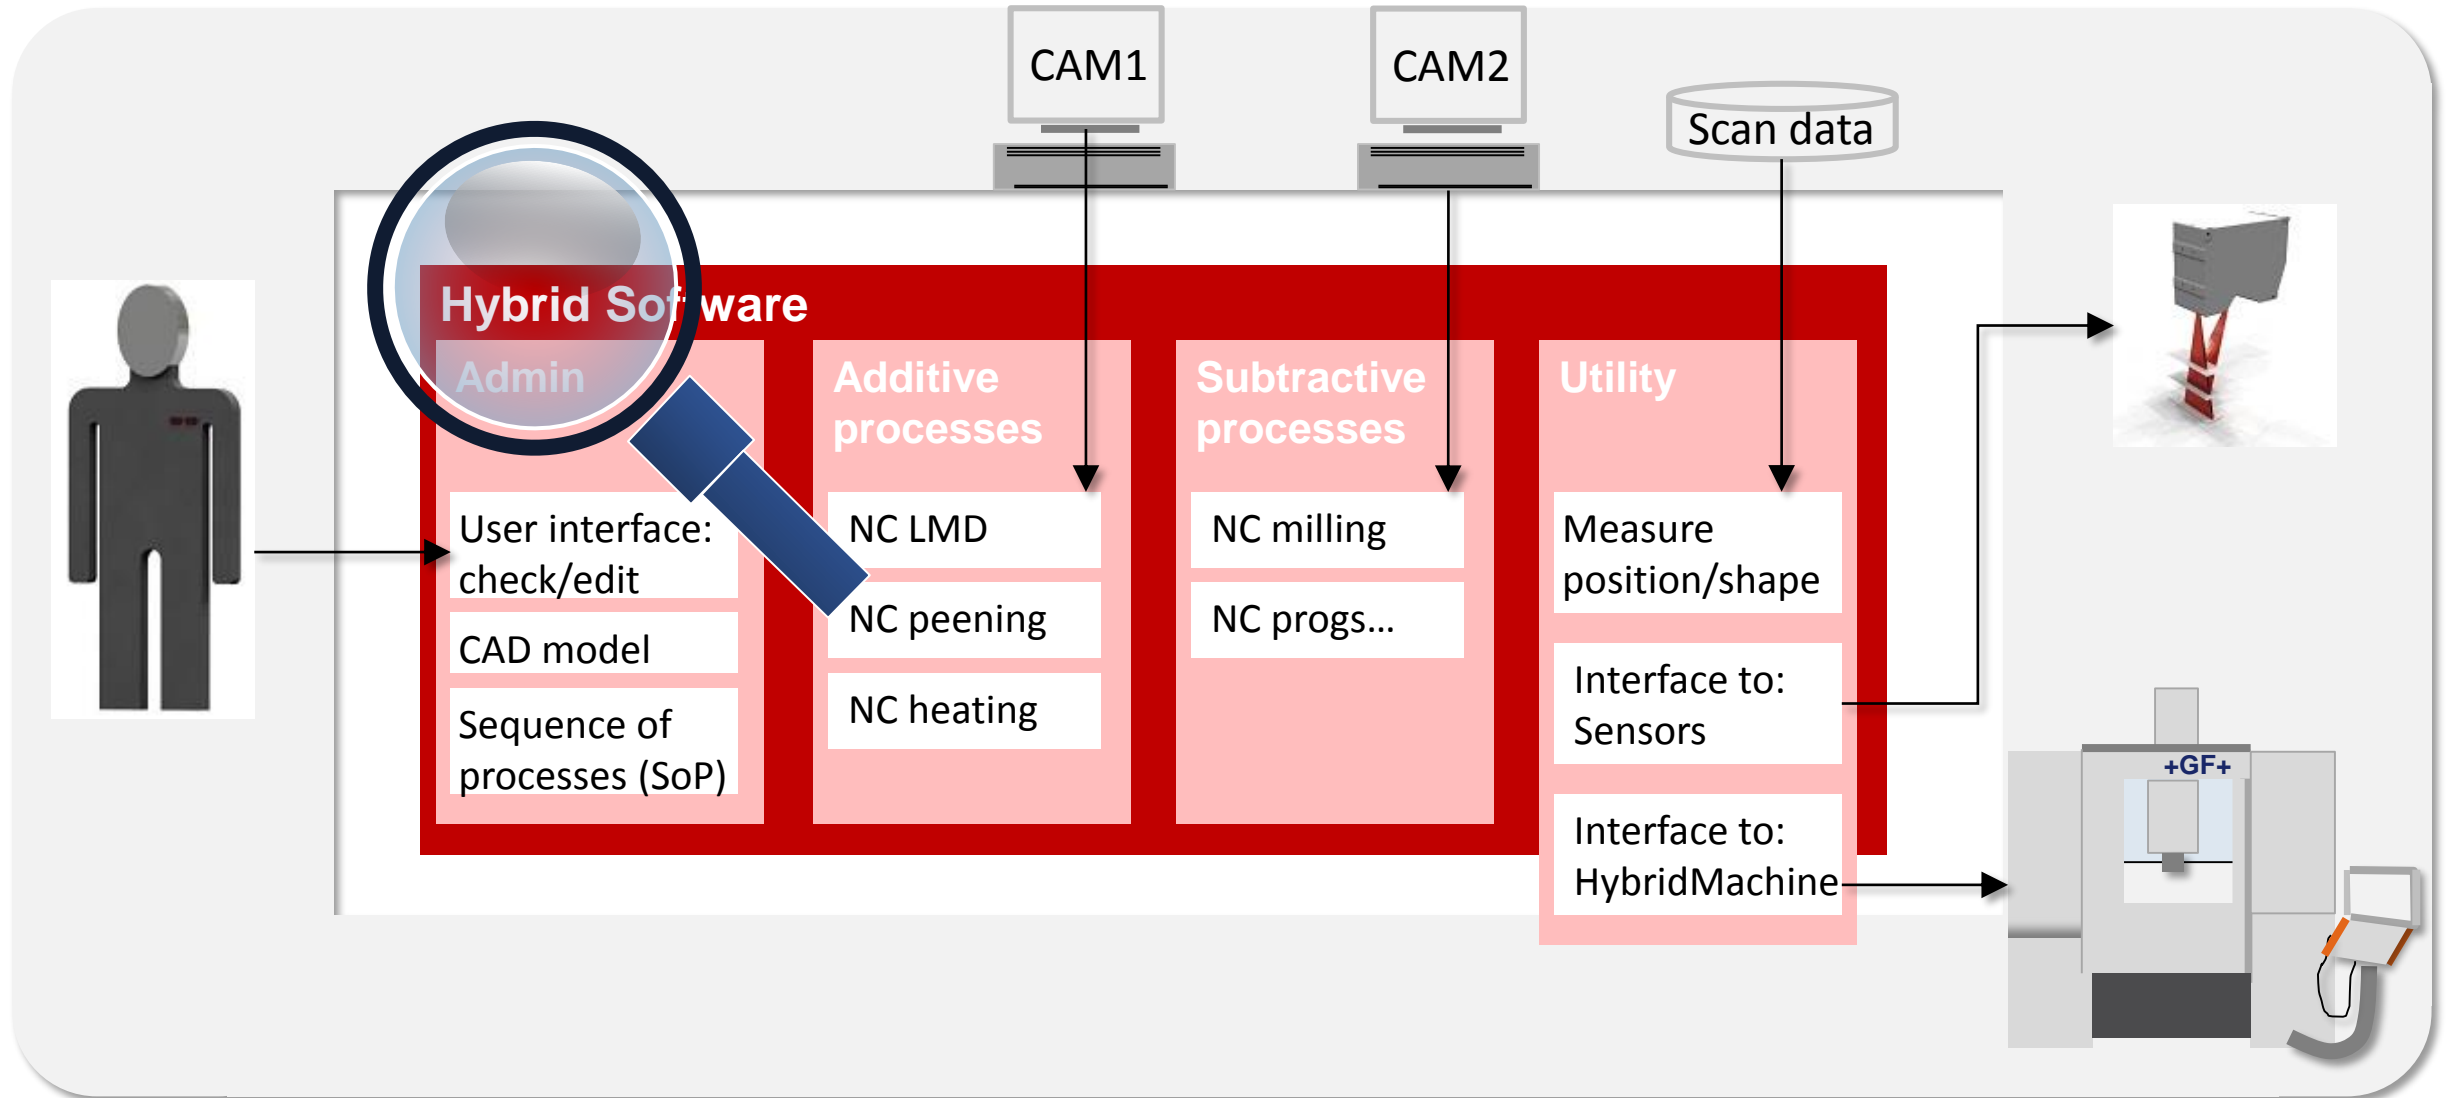 CAM1
CAM2
Scan data
Hybrid Software
Admin
User interface:
check/edit
CAD model
Sequence of
processes (SoP)
Additive
processes
NC LMD
NC peening
NC heating
Subtractive
processes
NC milling
NC progs...
Utility
Measure
position/shape
Interface to:
Sensors
Interface to:
HybridMachine
+GF+